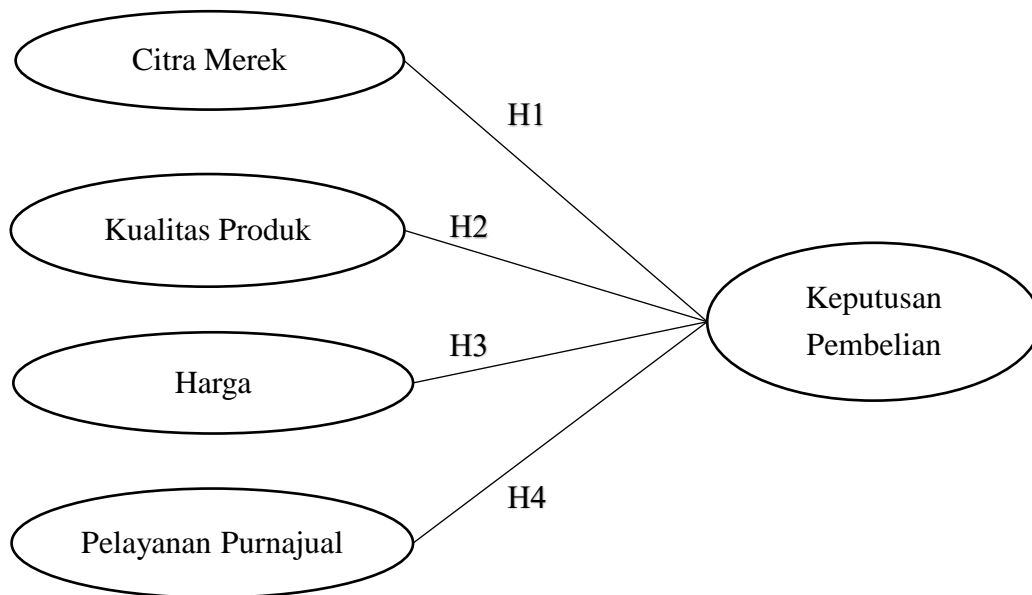 Citra Merek
H1
Kualitas Produk
H2
Keputusan
Pembelian
H3
Harga
H4
Pelayanan Purnajual